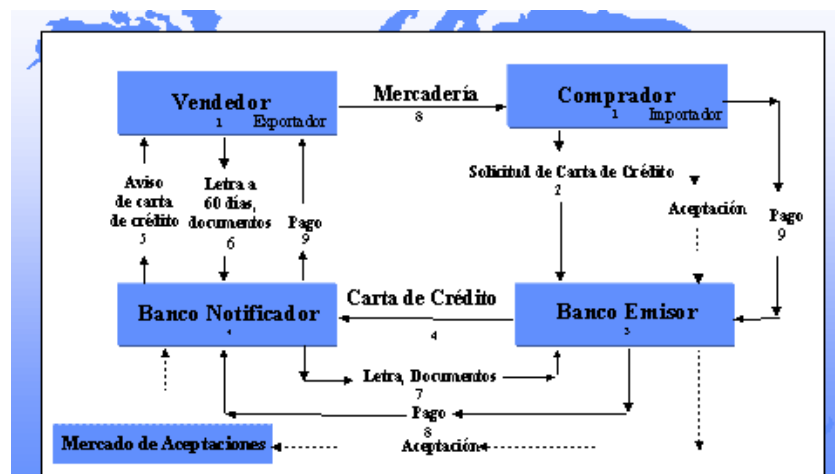 Vendedor
1 Exportador
Mercadería
8
Comprador
1 Importador
Aviso
de carta
de crédito
5
Letra a
60 días,
documentos
6
Pago
9
Solicitud de Carta de Crédito
2
Aceptación
Pago
9
Banco Notificador
4
Carta de Crédito
4
Banco Emisor
3
Letra, Documentos
7
Pago
8
Mercado de Aceptaciones
Aceptación